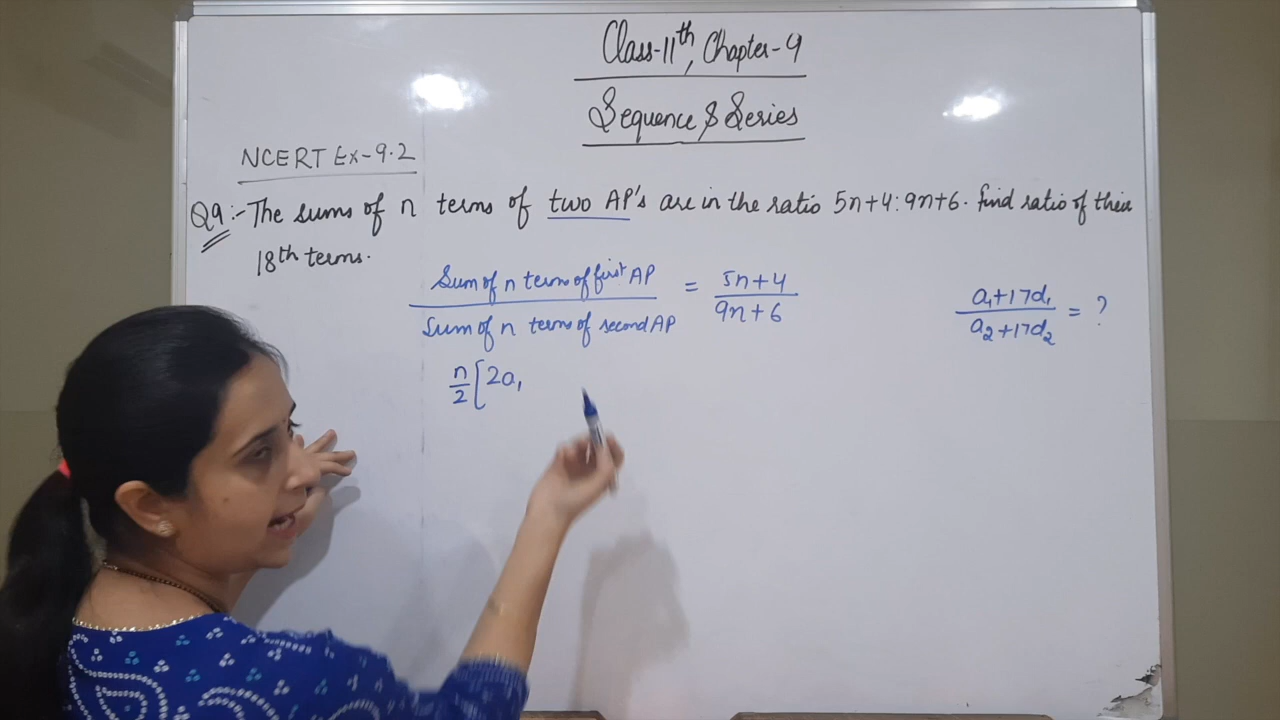 Class-11th, Chapter-9
Sequence & Series
NCERT Ex-9.2
Q9:- The sums of n terms of two AP's are in the ratio 5n+4:9n+6. find ratio of their
18th terms.
Sum of n term of first AP / Sum of n terms of second AP = 5n+4 / 9n+6
a₁+17d₁ / a₂+17d₂ = ?
n/2 [2a₁